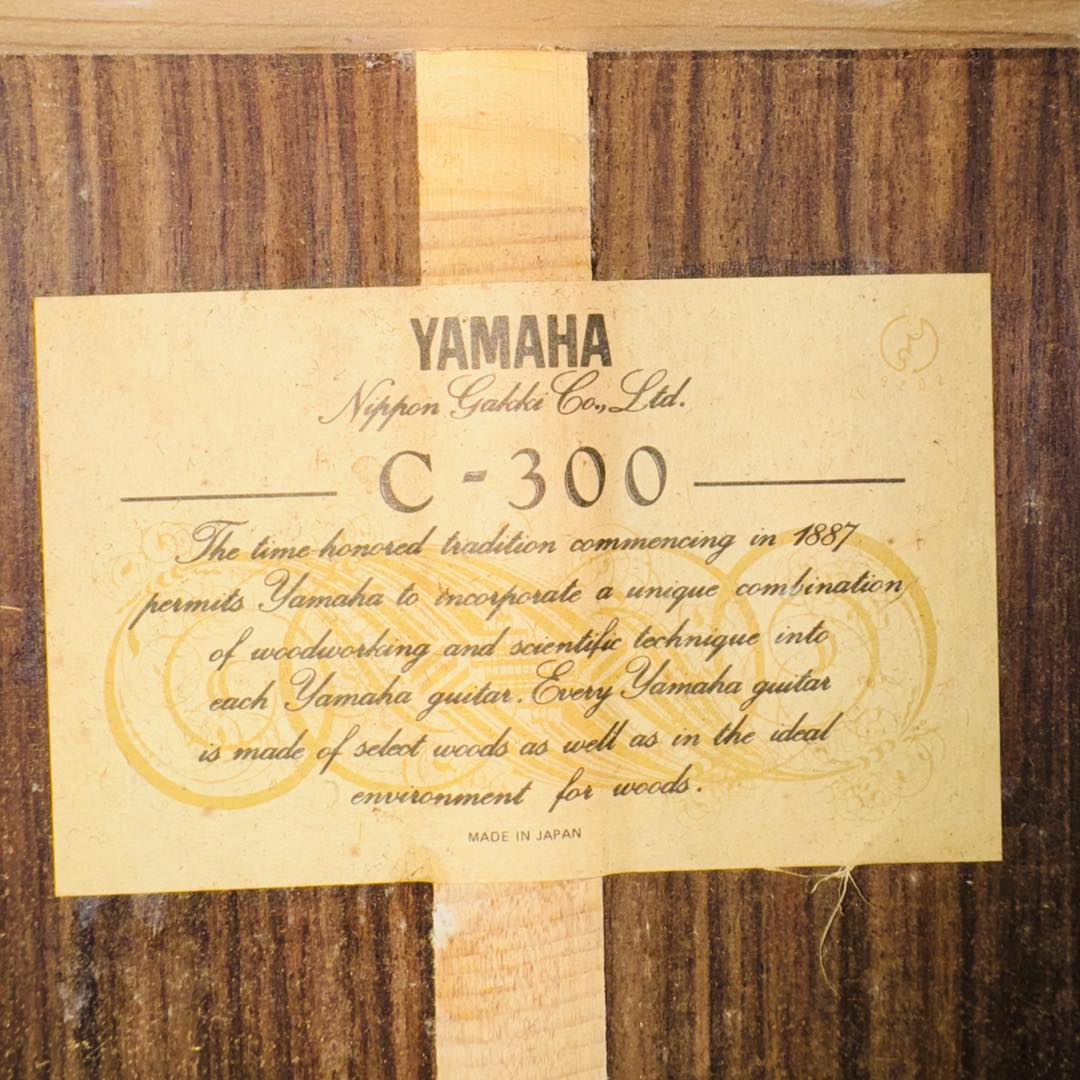 YAMAHA
Nippon Gakki Co., Ltd.
C-300
The time-honored tradition commencing in 1887
permits Yamaha to incorporate a unique combination
of woodworking and scientific technique into
each Yamaha guitar. Every Yamaha guitar
is made of select woods as well as in the ideal
environment for woods.
MADE IN JAPAN